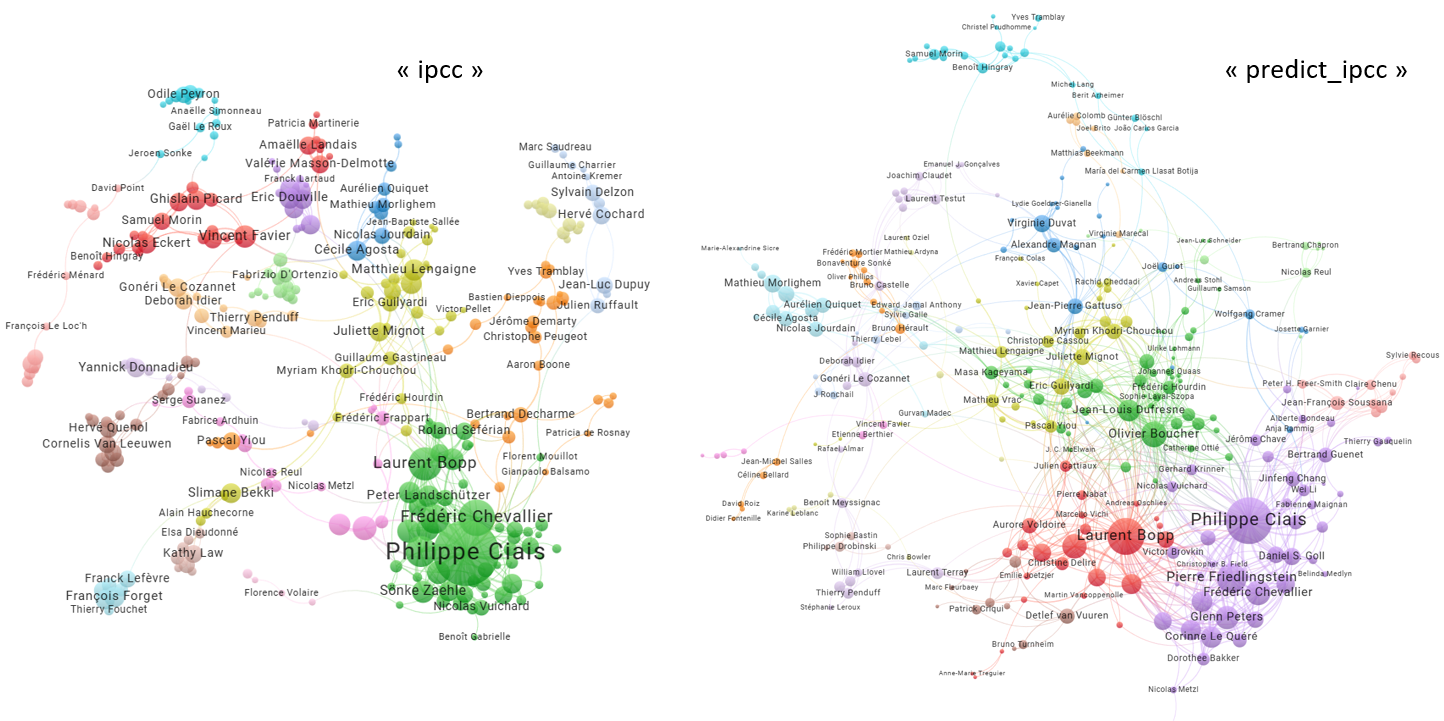 « ipcc »
Odile Peyron
Anaëlle Simonneau
Gaël Le Roux
Jeroen Sonke
David Point
Patricia Martinerie
Amaëlle Landais
Valérie Masson-Delmotte
Franck Lartaud
Eric Douville
Ghislain Picard
Samuel Morin
Vincent Favier
Nicolas Eckert
Benoît Hingray
Frédéric Ménard
François Le Loc'h
Aurélien Quiquet
Mathieu Morlighem
Jean-Baptiste Sallée
Nicolas Jourdain
Cécile Agosta
Matthieu Lengaigne
Marc Saudreau
Guillaume Charrier
Antoine Kremer
Sylvain Delzon
Hervé Cochard
Fabrizio D'Ortenzio
Gonéri Le Cozannet
Deborah Idier
Thierry Penduff
Vincent Marieu
Eric Guilyardi
Victor Pellet
Juliette Mignot
Yves Tramblay
Jean-Luc Dupuy
Bastien Dieppois
Julien Ruffault
Jérôme Demarty
Christophe Peugeot
Aaron Boone
Guillaume Gastineau
Myriam Khodri-Chouchou
Yannick Donnadieu
Serge Suanez
Frédéric Hourdin
Fabrice Ardhuin
Frédéric Frappart
Bertrand Decharme
Roland Séférian
Patricia de Rosnay
Hervé Quénol
Cornelis Van Leeuwen
Pascal Yiou
Florent Mouillot
Gianpaolo Balsamo
Laurent Bopp
Nicolas Reul
Nicolas Metzl
Slimane Bekki
Peter Landschützer
Alain Hauchecorne
Frédéric Chevallier
Elsa Dieudonné
Kathy Law
Philippe Ciais
Franck Lefèvre
François Forget
Thierry Fouchet
Florence Volaire
Sönke Zaehle
Nicolas Vuichard
Benoît Gabrielle
« predict_ipcc »
Yves Tramblay
Christel Prudhomme
Samuel Morin
Benoît Hingray
Michel Lang
Berit Arheimer
Aurélie Colomb
Günter Blöschl
Joel Brito
João Carlos Garcia
Matthias Beekmann
María del Carmen Llasat Botija
Emanuel J. Gonçalves
Joachim Claudet
Laurent Testut
Lydie Goeldner-Gianella
Virginie Duvat
Virginie Maréchal
Alexandre Magnan
François Colas
Laurent Oziel
Marie-Alexandrine Sicre
Frédéric Mortier
Mathieu Ardyna
Bonaventure Sonké
Oliver Phillips
Bruno Castelle
Jean-Luc Schneider
Bertrand Chapron
Nicolas Reul
Joël Guiot
Andreas Stohl
Guillaume Samson
Xavier Capet
Rachid Cheddadi
Mathieu Morlighem
Aurélien Quiquet
Edward Jamal Anthony
Sylvie Galle
Jean-Pierre Gattuso
Wolfgang Cramer
Cécile Agosta
Nicolas Jourdain
Bruno Hérault
Thierry Lebel
Myriam Khodri-Chouchou
Josette Garnier
Christophe Cassou
Matthieu Lengaigne
Juliette Mignot
Ulrike Lohmann
Sylvie Recous
Deborah Idier
Gonéri Le Cozannet
J Ronchail
Masa Kageyama
Johannes Quaas
Eric Guilyardi
Frédéric Hourdin
Sophie Laval-Szopa
Peter H. Freer-Smith
Claire Chenu
Mathieu Vrac
Jean-Louis Dufresne
Jean-François Soussana
Gurvan Madec
Vincent Favier
Etienne Berthier
Pascal Yiou
Olivier Boucher
Alberte Bondeau
Anja Rammig
Jérôme Chave
Thierry Gauquelin
Rafael Almar
J. C. McElwain
Catherine Ottlé
Bertrand Guenet
Jean-Michel Salles
Céline Bellard
Julien Cattiaux
Gerhard Krinner
Jinfeng Chang
Nicolas Vuichard
Wei Li
David Roiz
Benoît Meyssignac
Pierre Nabat
Andreas Oschlies
Fabienne Maignan
Didier Fontenille
Karine Leblanc
Marcello Vichi
Aurore Voldoire
Philippe Ciais
Sophie Bastin
Philippe Drobinski
Laurent Bopp
Chris Bowler
Christine Delire
Victor Brovkin
Christopher B. Field
Daniel S. Goll
William Llovel
Laurent Terray
Emilie Joetzjer
Pierre Friedlingstein
Belinda Medlyn
Marc Fleurbaey
Thierry Penduff
Martin Vancoppenolle
Frédéric Chevallier
Stéphanie Leroux
Patrick Criqui
Detlef van Vuuren
Glenn Peters
Corinne Le Quéré
Bruno Turnheim
Dorothee Bakker
Anne-Marie Treguier
Nicolas Metzl